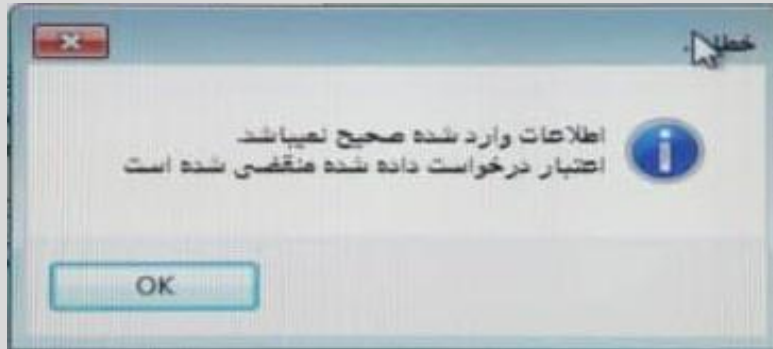 خطا
اطلاعات وارد شده صحیح نمیباشد.
اعتبار درخواست داده شده منقضی شده است
OK